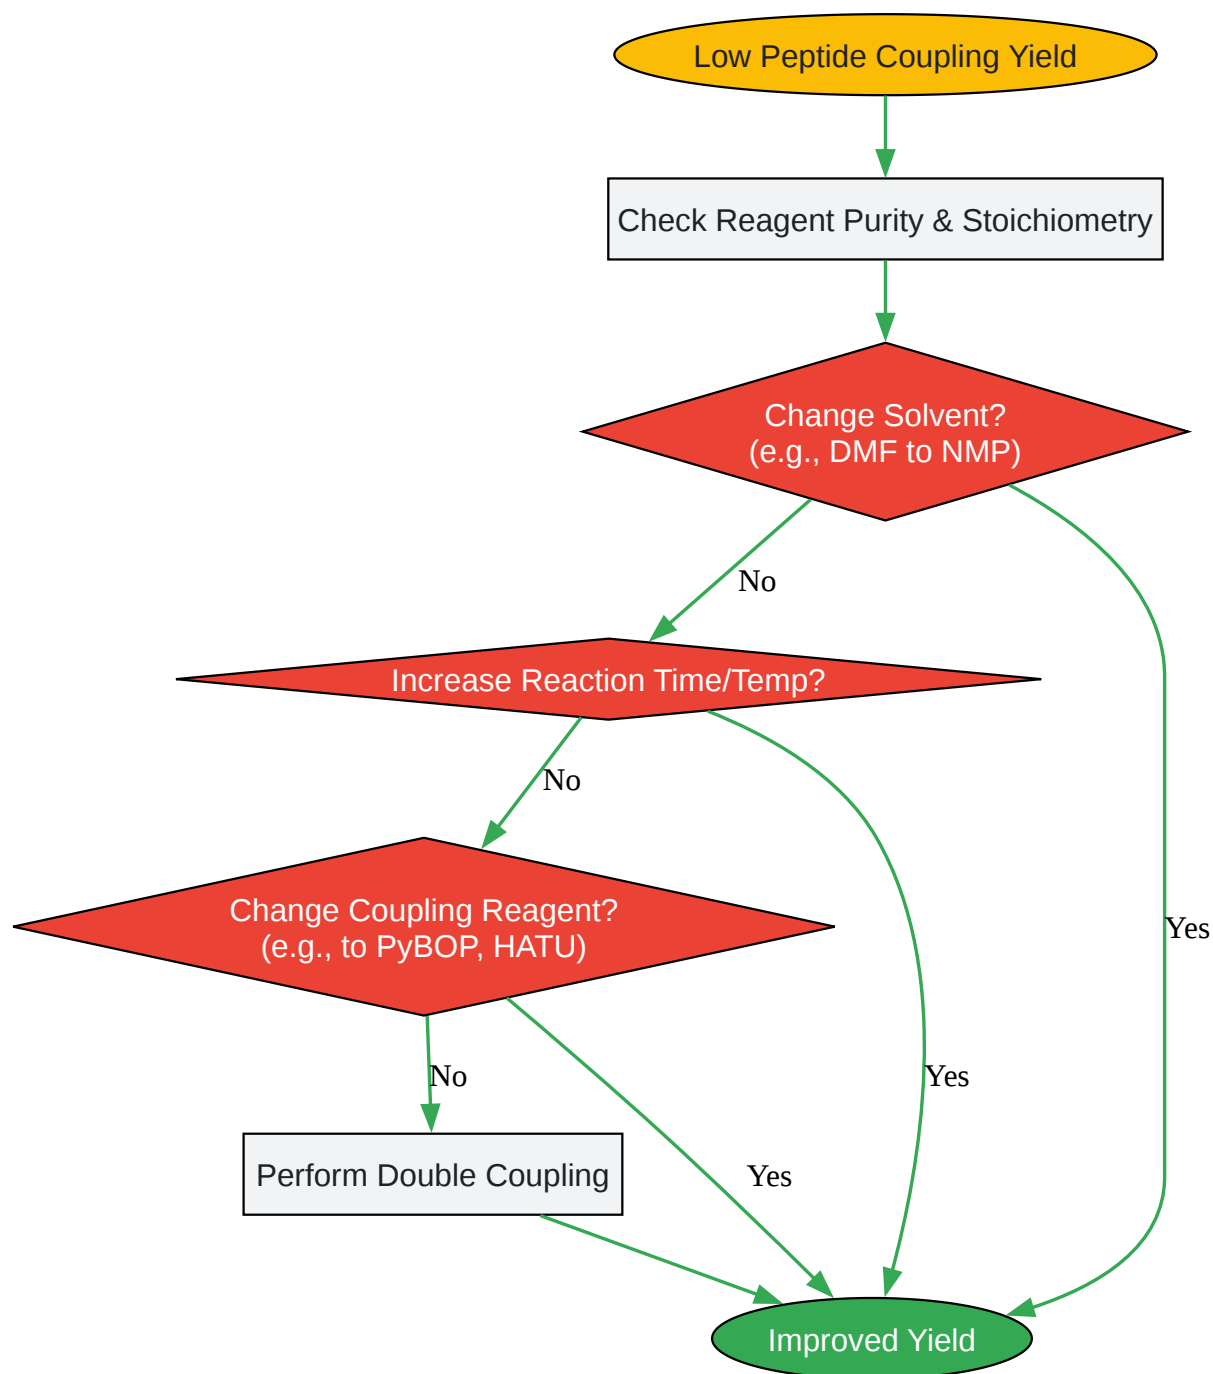 Low Peptide Coupling Yield
Check Reagent Purity & Stoichiometry
Change Solvent?
(e.g., DMF to NMP)
No
Increase Reaction Time/Temp?
No
Change Coupling Reagent?
(e.g., to PyBOP, HATU)
Yes
No
Yes
Perform Double Coupling
Yes
Improved Yield